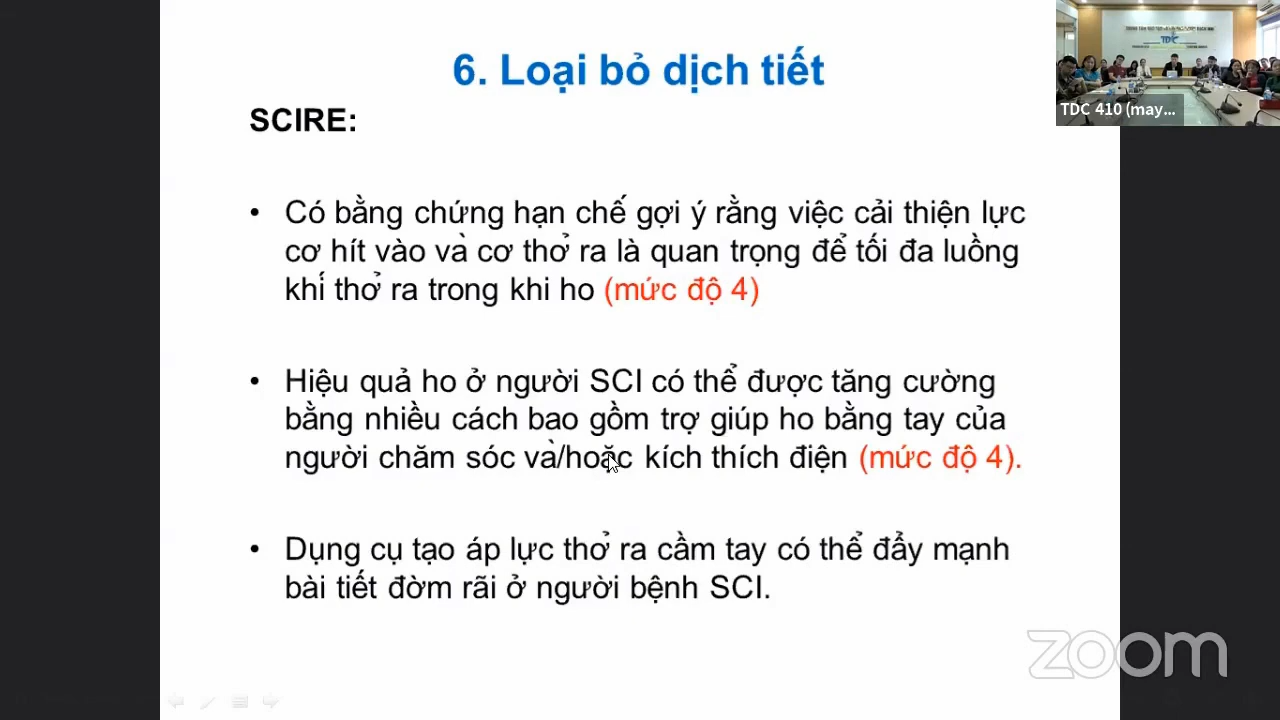 6. Loại bỏ dịch tiết
SCIRE:
• Có bằng chứng hạn chế gợi ý rằng việc cải thiện lực
cơ hít vào và cơ thở ra là quan trọng để tối đa luồng
khí thở ra trong khi ho (mức độ 4)
• Hiệu quả ho ở người SCI có thể được tăng cường
bằng nhiều cách bao gồm trợ giúp ho bằng tay của
người chăm sóc và/hoặc kích thích điện (mức độ 4).
• Dụng cụ tạo áp lực thở ra cầm tay có thể đẩy mạnh
bài tiết đờm rãi ở người bệnh SCI.
TDC
TDC 410 (may...
zoom